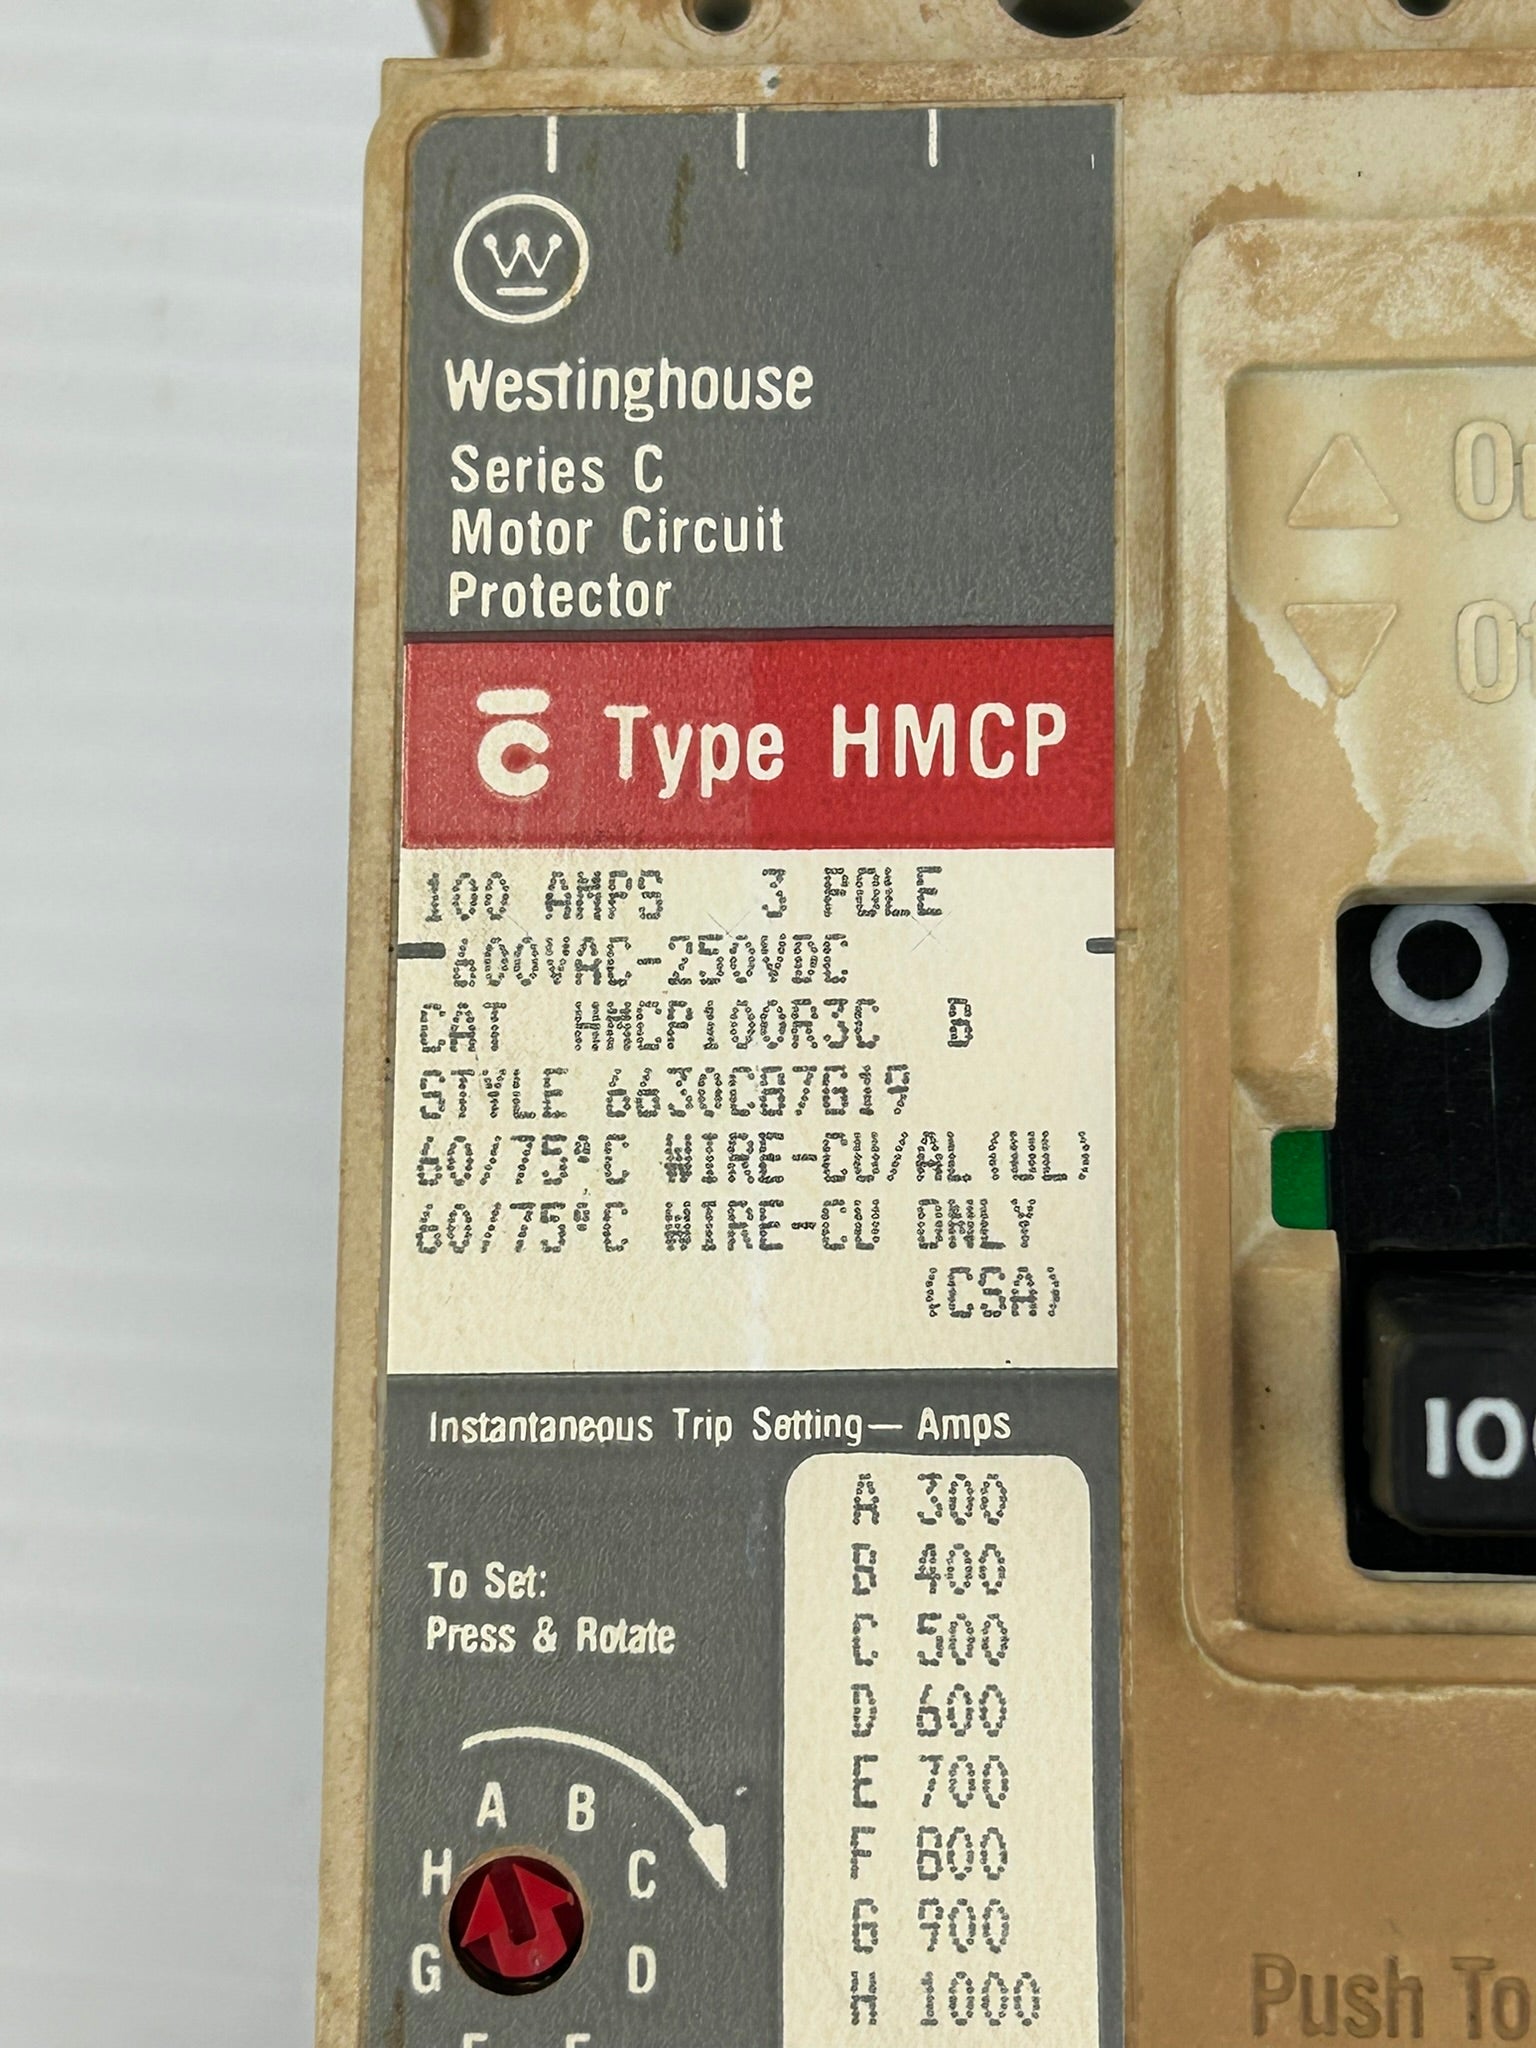 W
Westinghouse
Series C
Motor Circuit
Protector
C Type HMCP
100 AMPS 3 POLE
600VAC-250VDC
CAT HMCP100R3C B
STYLE
60/75°C WIRE-CU/AL (UL)
60/75°C WIRE-CU ONLY
(CSA)
Instantaneous Trip Setting— Amps
A 300
B 400
C 500
D 600
E 700
F 800
G 900
H 1000
To Set:
Press & Rotate
A B
H C
G D
Push To
O